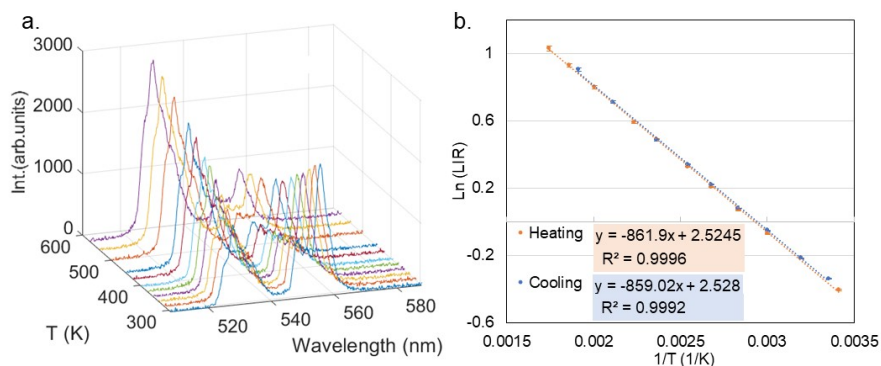 a.
3000
2000
1000
0
Int.(arb.units)
600
500
400
300
T (K)
520
540
560
580
Wavelength (nm)
b.
1
0.6
0.2
-0.2
-0.6
Ln (LIR)
Heating
y = -861.9x + 2.5245
R² = 0.9996
Cooling
y = -859.02x + 2.528
R² = 0.9992
0.0015
0.002
0.0025
0.003
0.0035
1/T (1/K)